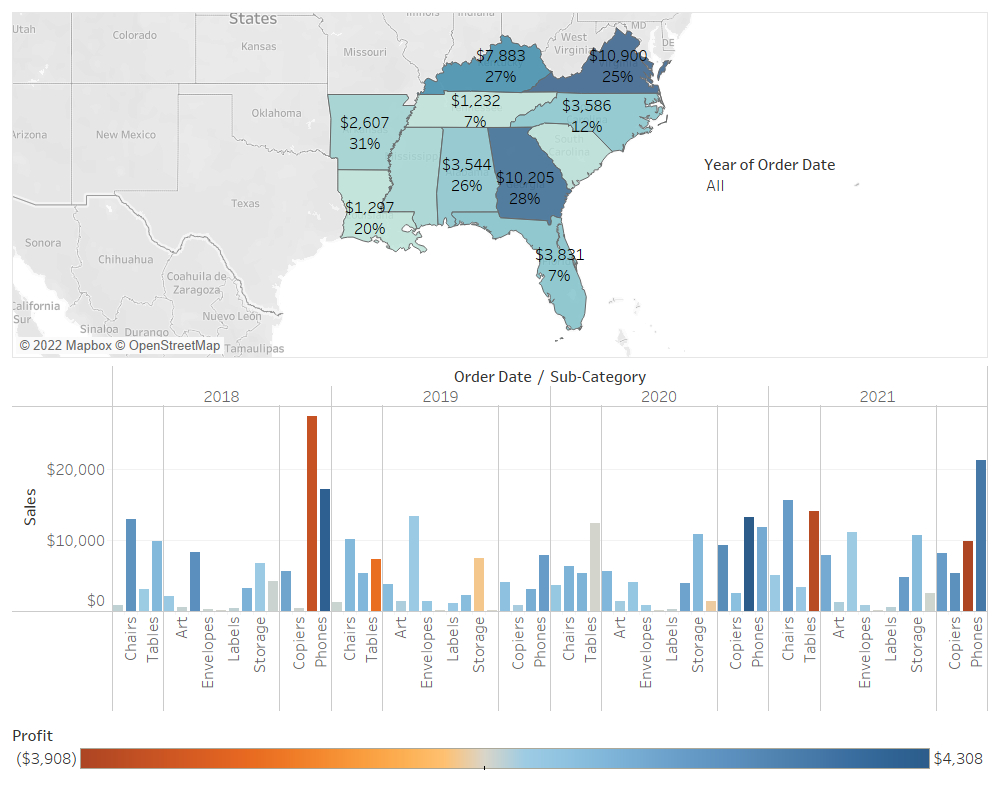 States
Illinois
Indiana
MD
Utah
Colorado
Kansas
Missouri
West
Virginia
DE
$7,883
27%
$10,900
25%
$1,232
7%
$3,586
12%
Oklahoma
Arizona
New Mexico
$2,607
31%
Mississippi
South
Carolina
$3,544
26%
$10,205
28%
Year of Order Date
All
Texas
$1,297
20%
Sonora
Chihuahua
Coahuila de
Zaragoza
$3,831
7%
California
Sur
Nuevo León
Sinaloa
Durango
Tamaulipas
© 2022 Mapbox © OpenStreetMap
Order Date / Sub-Category
2018 2019 2020 2021
Sales
$20,000
$10,000
$0
Chairs Tables Art Envelopes Labels Storage Copiers Phones Chairs Tables Art Envelopes Labels Storage Copiers Phones Chairs Tables Art Envelopes Labels Storage Copiers Phones Chairs Tables Art Envelopes Labels Storage Copiers Phones
Profit
($3,908) $4,308